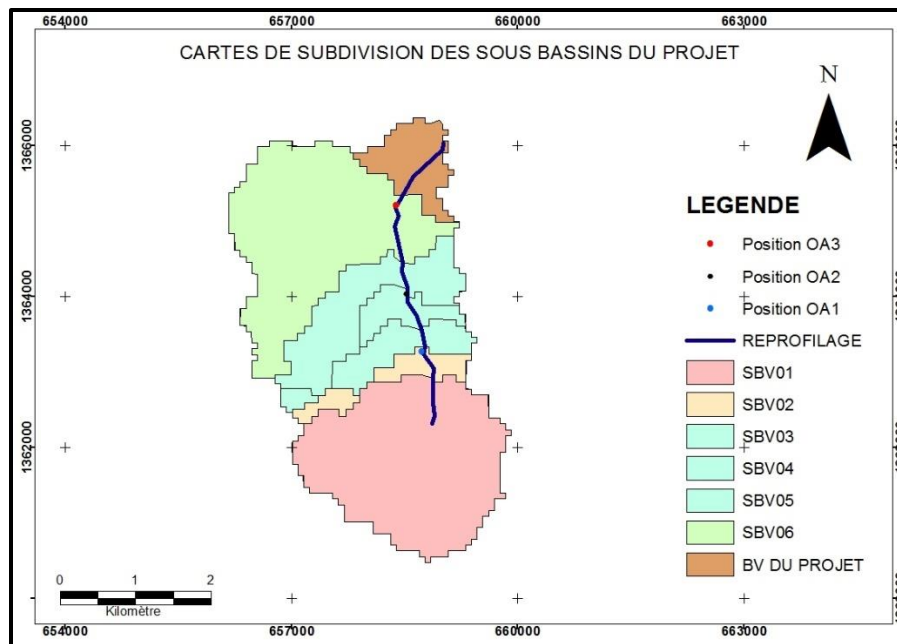 654000 657000 660000 663000
CARTES DE SUBDIVISION DES SOUS BASSINS DU PROJET
N
1366000
1364000
1362000
LEGENDE
Position OA3
Position OA2
Position OA1
REPROFILAGE
SBV01
SBV02
SBV03
SBV04
SBV05
SBV06
BV DU PROJET
0 1 2
Kilomètre
654000 657000 660000 663000